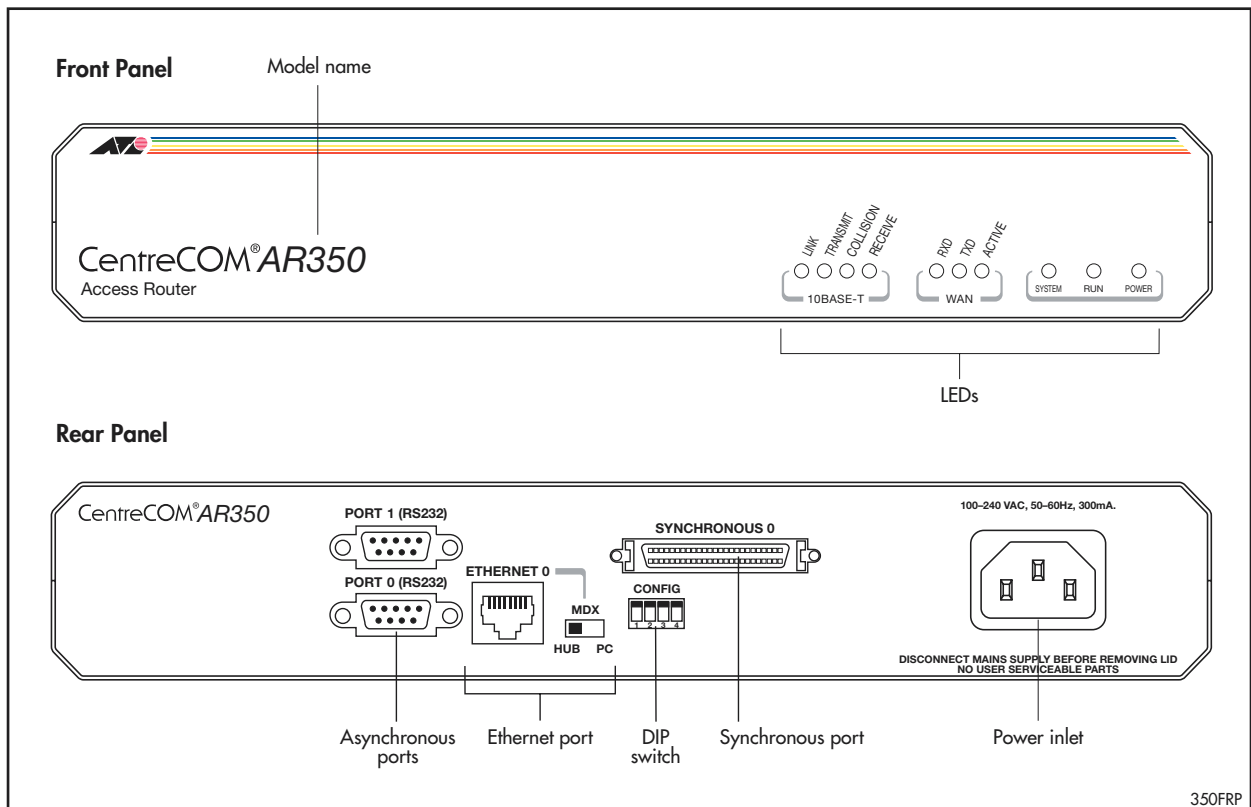 Front Panel
Model name
CentreCOM® AR350
Access Router
LINK
TRANSMIT
COLLISION
RECEIVE
10BASE-T
RXD
TXD
ACTIVE
WAN
SYSTEM
RUN
POWER
LEDs
Rear Panel
CentreCOM® AR350
PORT 1 (RS232)
PORT 0 (RS232)
ETHERNET 0
MDX
HUB PC
SYNCHRONOUS 0
CONFIG
1 2 3 4
100–240 VAC, 50–60Hz, 300mA.
DISCONNECT MAINS SUPPLY BEFORE REMOVING LID
NO USER SERVICEABLE PARTS
Asynchronous
ports
Ethernet port
DIP
switch
Synchronous port
Power inlet
350FRP